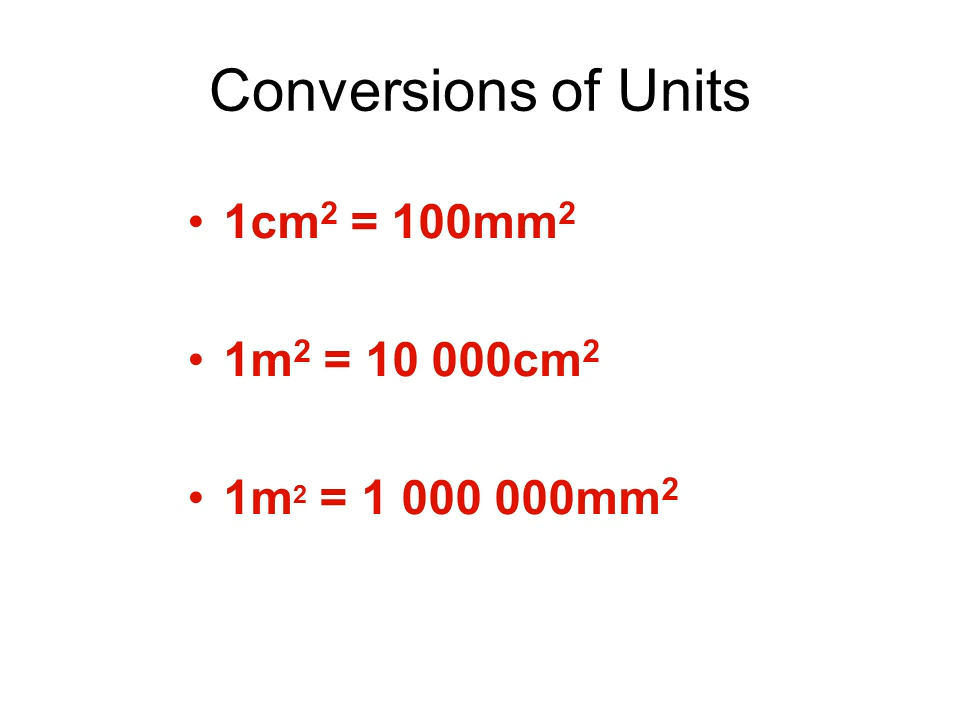 Conversions of Units
• 1cm² = 100mm²
• 1m² = 10 000cm²
• 1m² = 1 000 000mm²